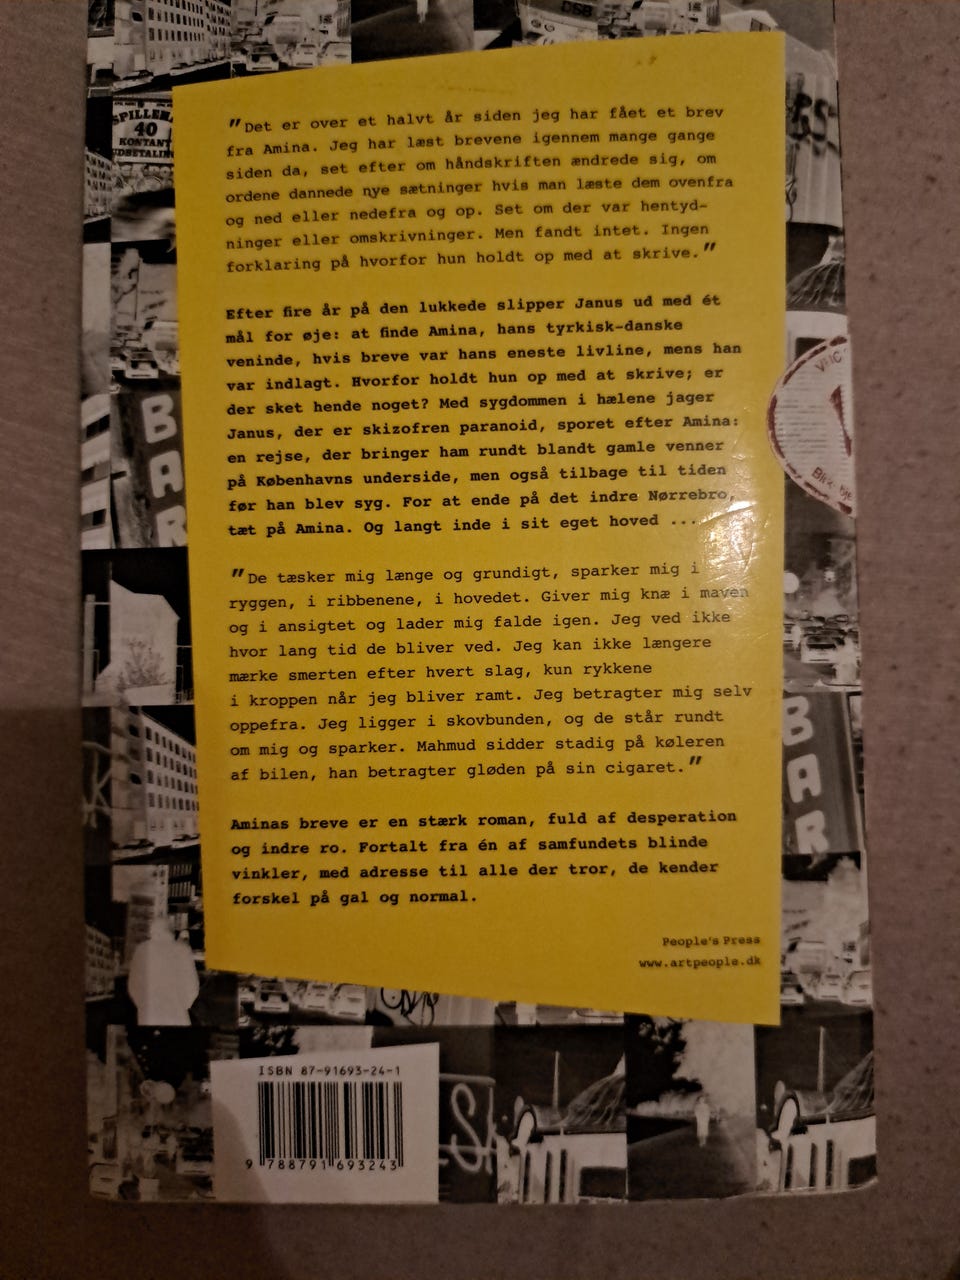 DSB
SPILLEHA
40
KONTANT
UDBETALIN
"Det er over et halvt år siden jeg har fået et brev
fra Amina. Jeg har læst brevene igennem mange gange
siden da, set efter om håndskriften ændrede sig, om
ordene dannede nye sætninger hvis man læste dem ovenfra
og ned eller nedefra og op. Set om der var hentyd-
ninger eller omskrivninger. Men fandt intet. Ingen
forklaring på hvorfor hun holdt op med at skrive."
Efter fire år på den lukkede slipper Janus ud med ét
mål for øje: at finde Amina, hans tyrkisk-danske
veninde, hvis breve var hans eneste livline, mens han
var indlagt. Hvorfor holdt hun op med at skrive; er
der sket hende noget? Med sygdommen i hælene jager
Janus, der er skizofren paranoid, sporet efter Amina:
en rejse, der bringer ham rundt blandt gamle venner
på Københavns underside, men også tilbage til tiden
før han blev syg. For at ende på det indre Nørrebro,
tæt på Amina. Og langt inde i sit eget hoved ...
"De tæsker mig længe og grundigt, sparker mig i
ryggen, i ribbenene, i hovedet. Giver mig knæ i maven
og i ansigtet og lader mig falde igen. Jeg ved ikke
hvor lang tid de bliver ved. Jeg kan ikke længere
mærke smerten efter hvert slag, kun rykkene
i kroppen når jeg bliver ramt. Jeg betragter mig selv
oppefra. Jeg ligger i skovbunden, og de står rundt
om mig og sparker. Mahmud sidder stadig på køleren
af bilen, han betragter gløden på sin cigaret."
Aminas breve er en stærk roman, fuld af desperation
og indre ro. Fortalt fra én af samfundets blinde
vinkler, med adresse til alle der tror, de kender
forskel på gal og normal.
People's Press
www.artpeople.dk
BAR
BAR
ISBN 87-91693-24-1
9 788791 693243